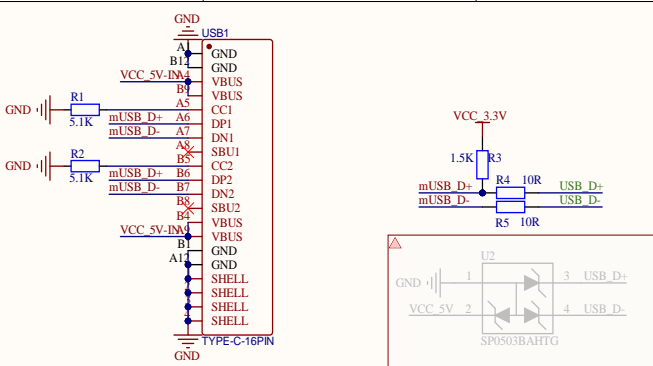 GND
USB1
A1 GND
B12 GND
VCC_5V-IN A4 VBUS
B9 VBUS
R1
GND 5.1K A5 CC1
mUSB_D+ A6 DP1
mUSB_D- A7 DN1
A8 SBU1
R2
GND 5.1K B5 CC2
mUSB_D+ B6 DP2
mUSB_D- B7 DN2
B8 SBU2
B4 VBUS
VCC_5V-IN A9 VBUS
B1 GND
A12 GND
SHELL
SHELL
SHELL
SHELL
TYPE-C-16PIN
GND
VCC_3.3V
1.5K R3
R4 10R
mUSB_D+ USB_D+
mUSB_D- USB_D-
R5 10R
U2
GND 1 3 USB_D+
VCC_5V 2 4 USB_D-
SP0503BAHTG